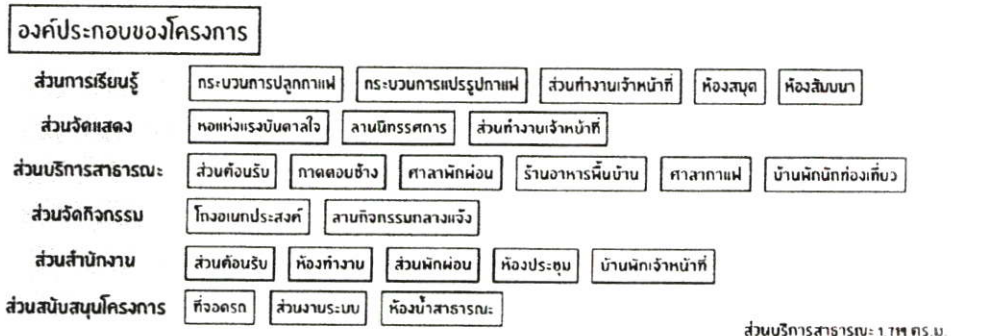 องค์ประกอบของโครงการ
ส่วนการเรียนรู้ กระบวนการปลูกกาแฟ กระบวนการแปรรูปกาแฟ ส่วนทำงานเจ้าหน้าที่ ห้องสมุด ห้องสัมมนา
ส่วนจัดแสดง หอแห่งแรงบันดาลใจ ลานนิทรรศการ ส่วนทำงานเจ้าหน้าที่
ส่วนบริการสาธารณะ ส่วนต้อนรับ กาดตอบช้าง ศาลาพักผ่อน ร้านอาหารพื้นบ้าน ศาลากาแฟ บ้านพักนักท่องเที่ยว
ส่วนจัดกิจกรรม โถงอเนกประสงค์ ลานกิจกรรมกลางแจ้ง
ส่วนสำนักงาน ส่วนต้อนรับ ห้องทำงาน ส่วนพักผ่อน ห้องประชุม บ้านพักเจ้าหน้าที่
ส่วนสนับสนุนโครงการ ที่จอดรถ ส่วนงานระบบ ห้องน้ำสาธารณะ
ส่วนบริการสาธารณะ ตร.ม.